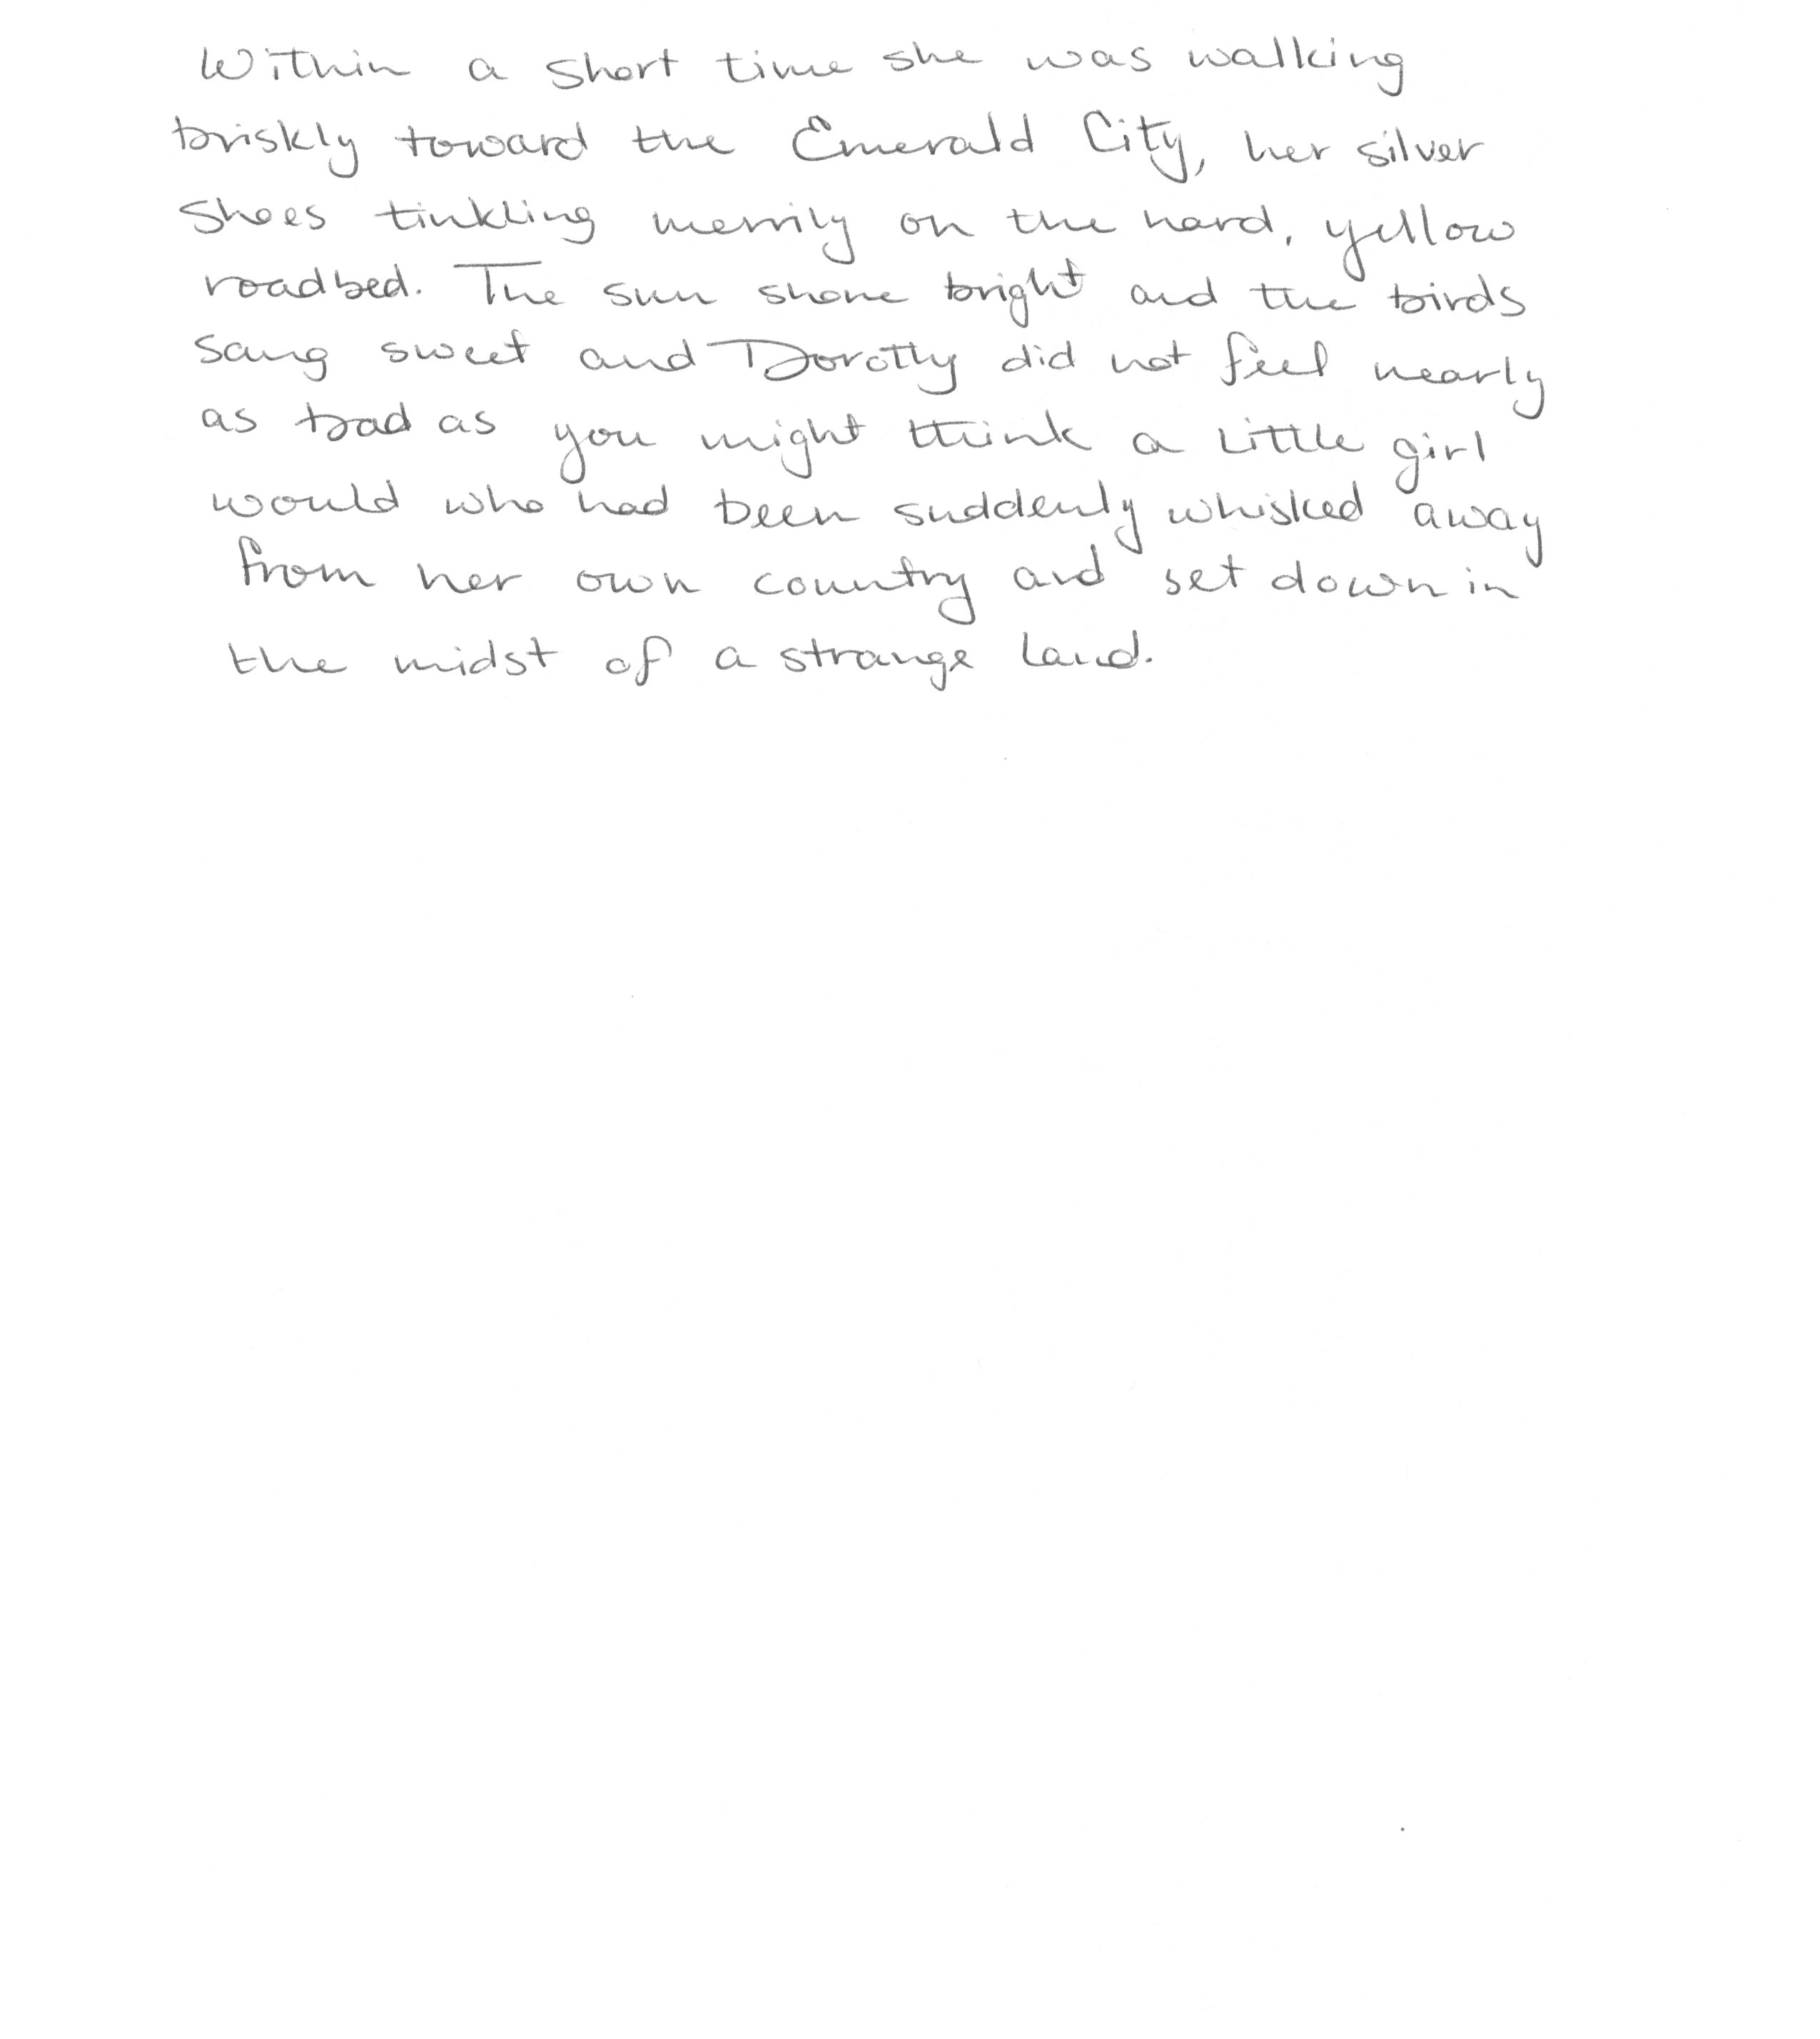 Within a short time she was walking
briskly toward the Emerald City, her silver
shoes tinkling merrily on the hard, yellow
roadbed. The sun shone bright and the birds
sang sweet and Dorothy did not feel nearly
as bad as you might think a little girl
would who had been suddenly whisked away
from her own country and set down in
the midst of a strange land.